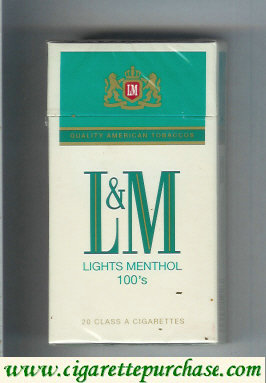 LM
QUALITY AMERICAN TOBACCOS
L&M
LIGHTS MENTHOL
100's
20 CLASS A CIGARETTES
www.cigarettepurchase.com